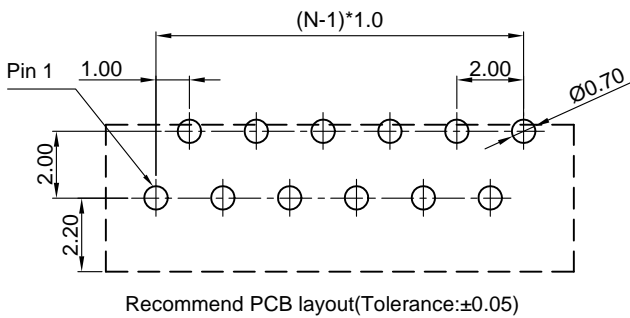 (N-1)*1.0
Pin 1
1.00
2.00
Ø0.70
2.00
2.20
Recommend PCB layout(Tolerance:±0.05)